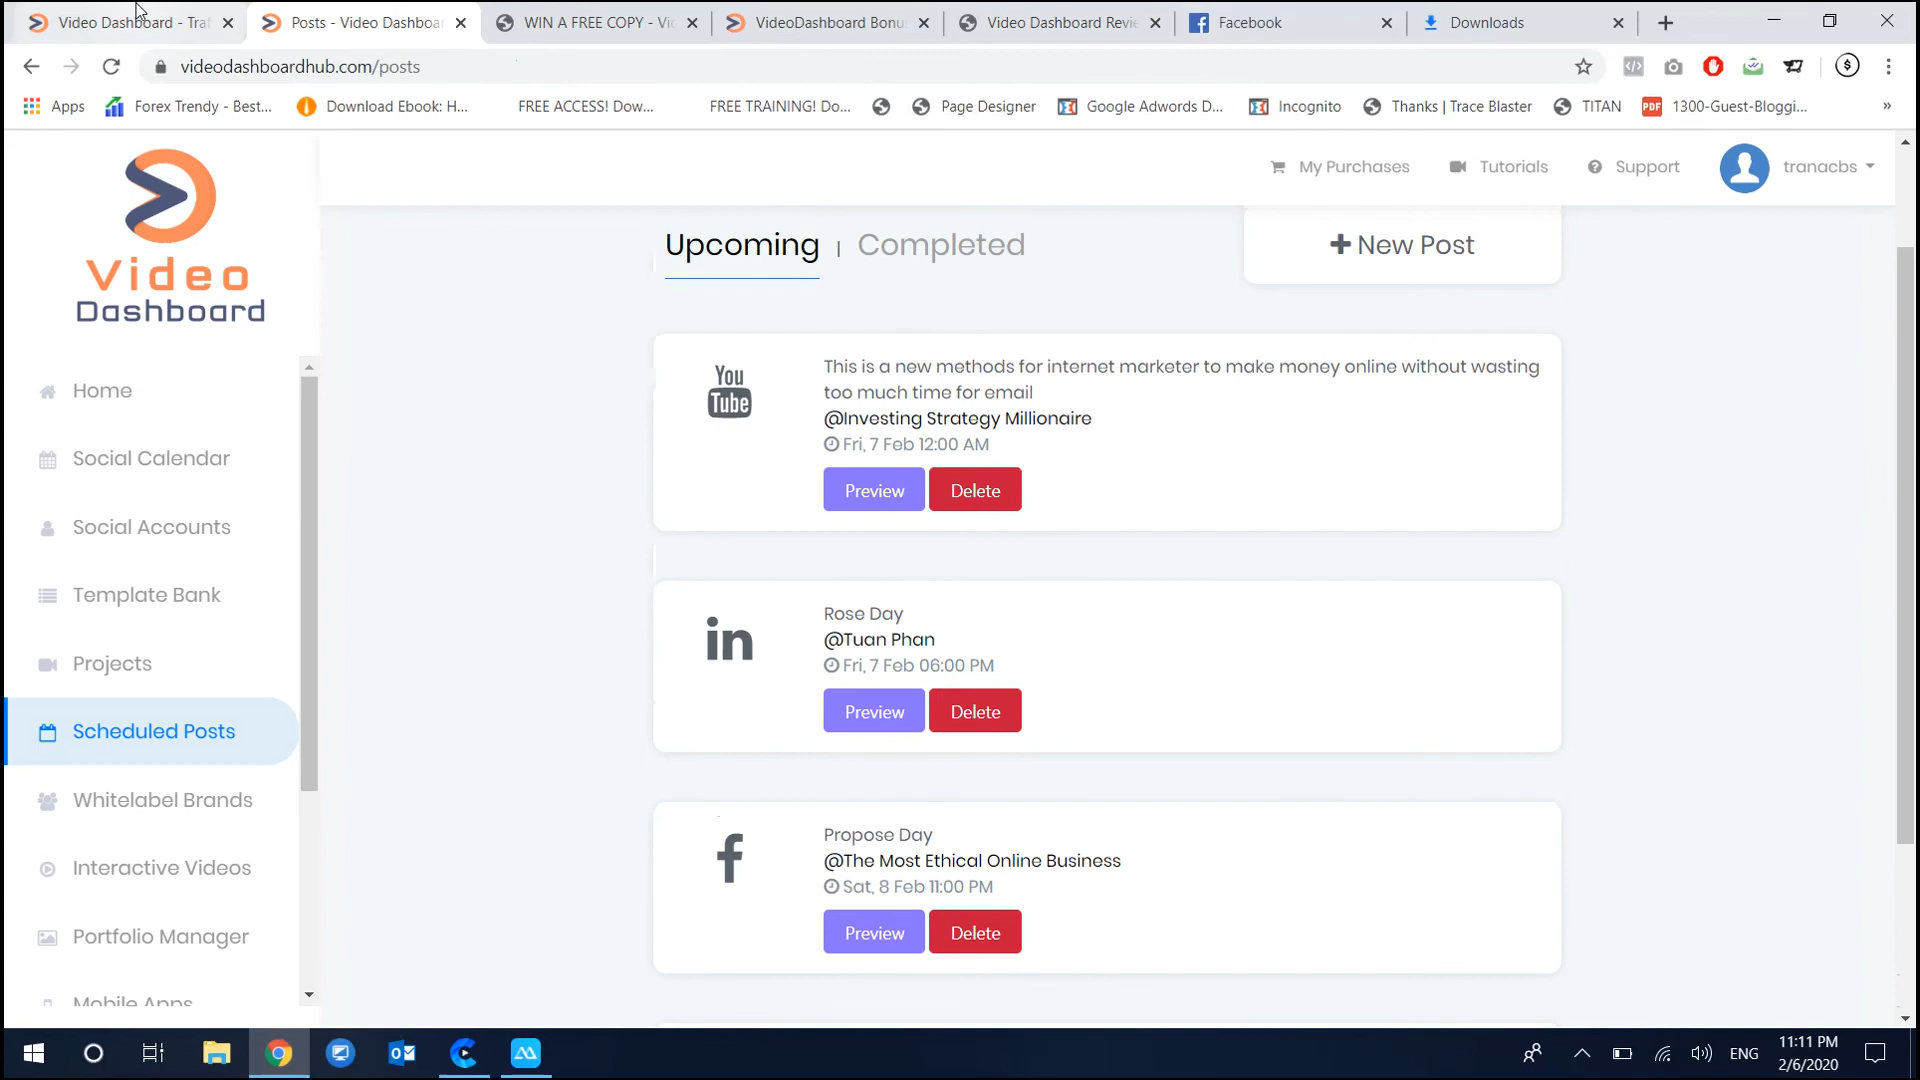 Video Dashboard - Traf
Posts - Video Dashboar
WIN A FREE COPY - Vi
VideoDashboard Bonu
Video Dashboard Revie
Facebook
Downloads
videodashboardhub.com/posts
Apps
Forex Trendy - Best...
Download Ebook: H...
FREE ACCESS! Dow...
FREE TRAINING! Do...
Page Designer
Google Adwords D...
Incognito
Thanks | Trace Blaster
TITAN
PDF
1300-Guest-Bloggi...
»
Video
Dashboard
My Purchases
Tutorials
Support
tranacbs
Home
Social Calendar
Social Accounts
Template Bank
Projects
Scheduled Posts
Whitelabel Brands
Interactive Videos
Portfolio Manager
Mobile Apps
Upcoming | Completed
+ New Post
You
Tube
This is a new methods for internet marketer to make money online without wasting
too much time for email
@Investing Strategy Millionaire
Fri, 7 Feb 12:00 AM
Preview
Delete
in
Rose Day
@Tuan Phan
Fri, 7 Feb 06:00 PM
Preview
Delete
f
Propose Day
@The Most Ethical Online Business
Sat, 8 Feb 11:00 PM
Preview
Delete
ENG
11:11 PM
2/6/2020